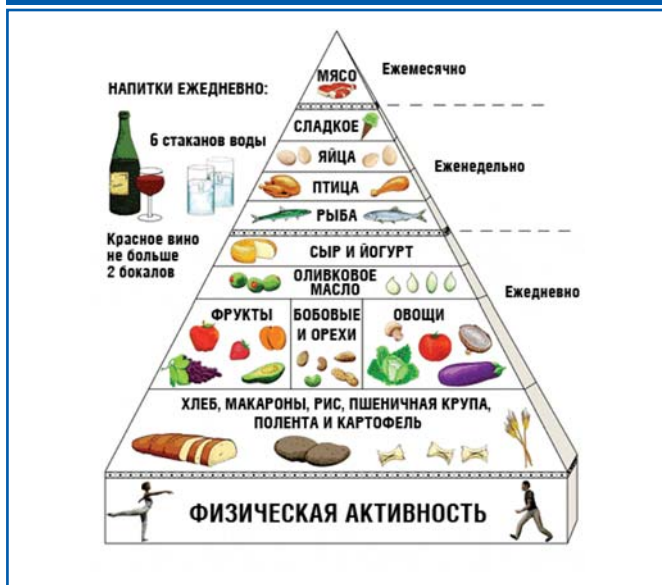 МЯСО
Ежемесячно
НАПИТКИ ЕЖЕДНЕВНО:
6 стаканов воды
Красное вино
не больше
2 бокалов
СЛАДКОЕ
ЯЙЦА
ПТИЦА
РЫБА
Еженедельно
СЫР И ЙОГУРТ
ОЛИВКОВОЕ
МАСЛО
ФРУКТЫ
БОБОВЫЕ
И ОРЕХИ
ОВОЩИ
Ежедневно
ХЛЕБ, МАКАРОНЫ, РИС, ПШЕНИЧНАЯ КРУПА,
ПОЛЕНТА И КАРТОФЕЛЬ
ФИЗИЧЕСКАЯ АКТИВНОСТЬ